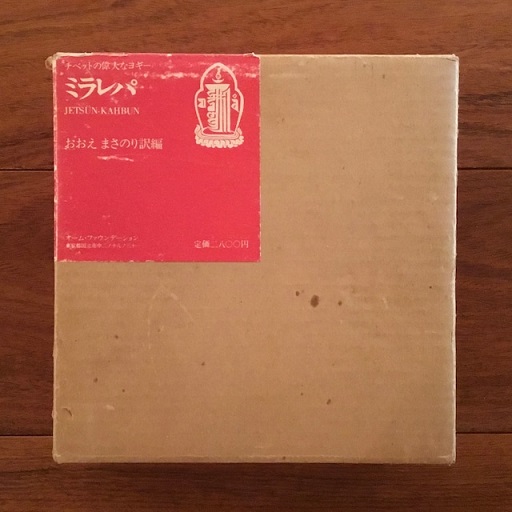 チベットの偉大なヨギー
ミラレパ
JETSÜN-KAHBUN
おおえ まさのり訳編
オーム・ファウンデーション
定価二八〇〇円